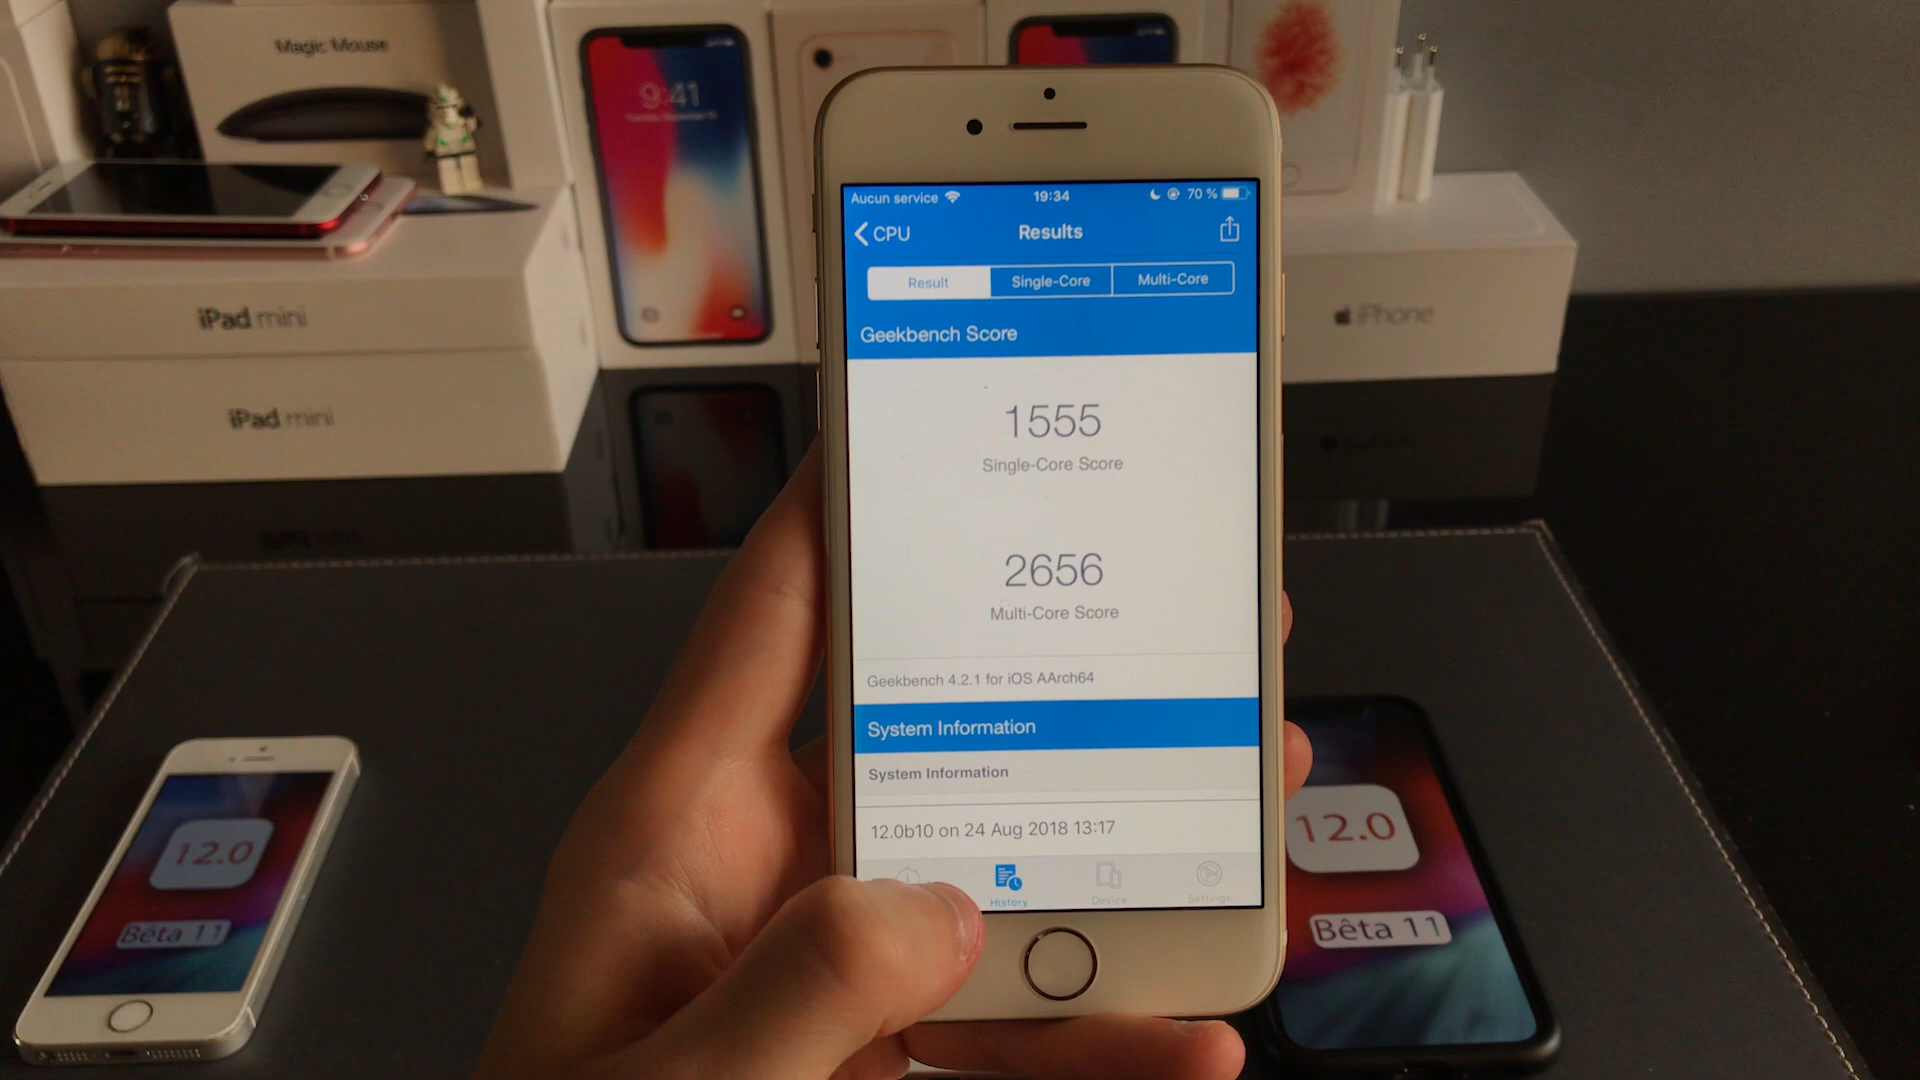 Magic Mouse
9:41
iPad mini
iPad mini
iPhone
Aucun service
19:34
70 %
CPU
Results
Result
Single-Core
Multi-Core
Geekbench Score
1555
Single-Core Score
2656
Multi-Core Score
Geekbench 4.2.1 for iOS AArch64
System Information
System Information
12.0b10 on 24 Aug 2018 13:17
History
Device
Settings
12.0
Bêta 11
12.0
Bêta 11